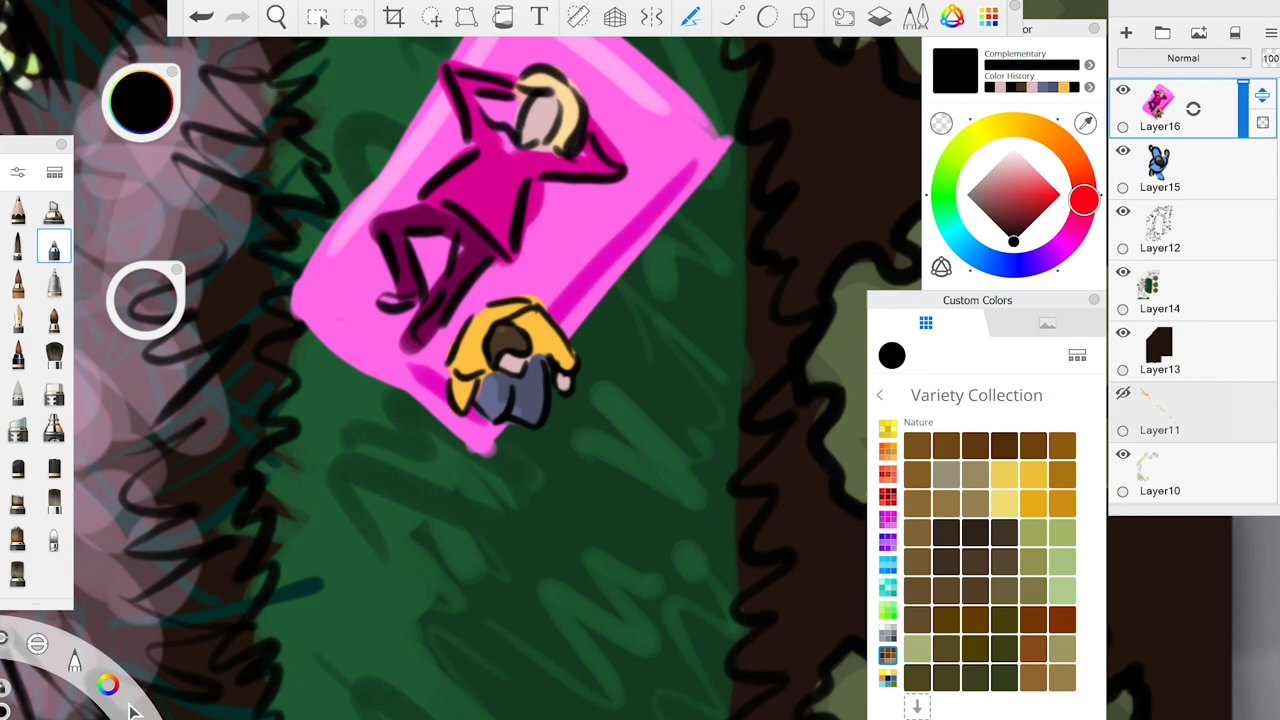 or
Complementary
Color History
Normal
100
Layer16
Layer15
Layer12
Layer14
Layer13
Layer11
Layer10
Custom Colors
Variety Collection
Nature